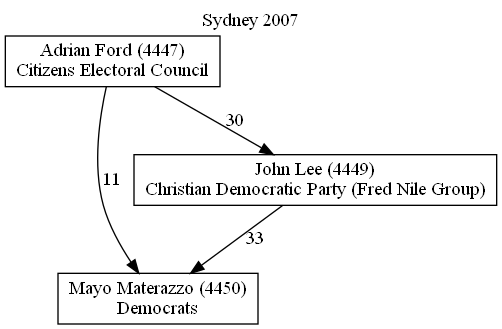 Sydney 2007
Adrian Ford (4447)
Citizens Electoral Council
30
John Lee (4449)
Christian Democratic Party (Fred Nile Group)
11
33
Mayo Materazzo (4450)
Democrats